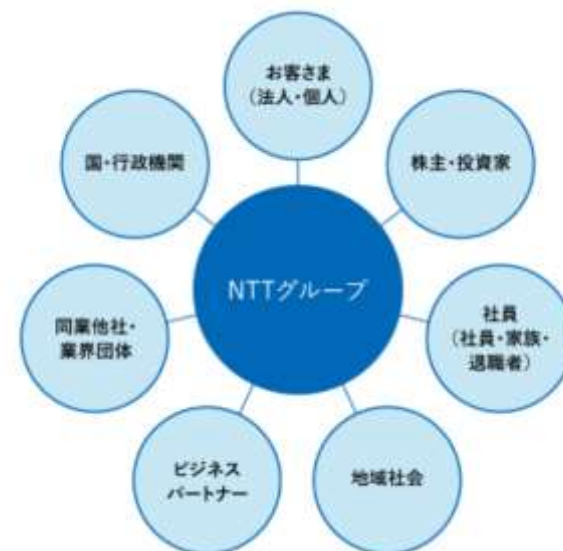 お客さま
（法人・個人）
国・行政機関
株主・投資家
NTTグループ
同業他社・
業界団体
社員
（社員・家族・
退職者）
ビジネス
パートナー
地域社会